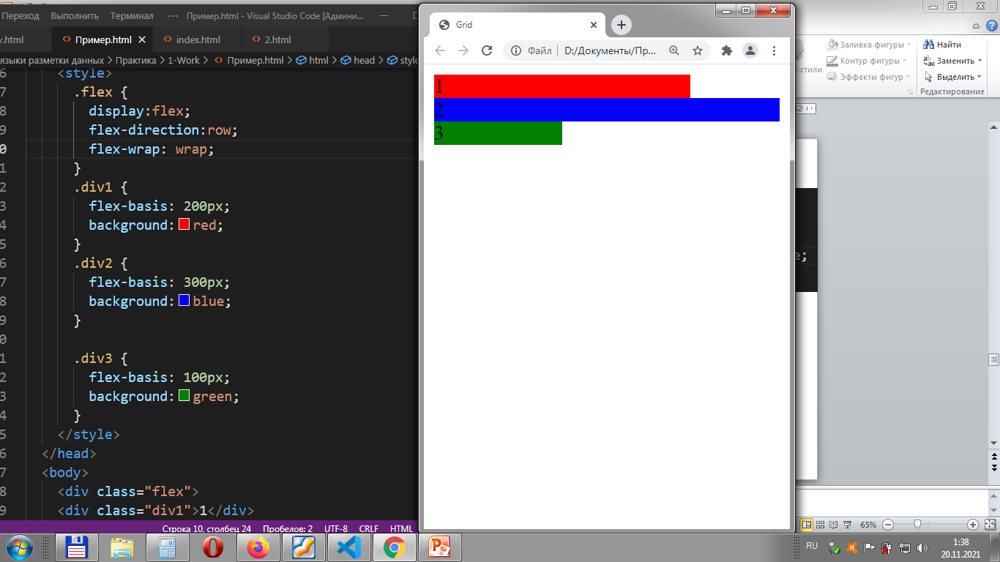 Переход Выполнить Терминал ··· Пример.html - Visual Studio Code [Админи...
.html Пример.html index.html 2.html
языки разметки данных > Практика > 1-Work > Пример.html > html > head > style
6 <style>
7 .flex {
8 display:flex;
9 flex-direction:row;
0 flex-wrap: wrap;
1 }
2 .div1 {
3 flex-basis: 200px;
4 background: red;
5 }
6 .div2 {
7 flex-basis: 300px;
8 background: blue;
9 }
0
1 .div3 {
2 flex-basis: 100px;
3 background: green;
4 }
5 </style>
6 </head>
7 <body>
8 <div class="flex">
9 <div class="div1">1</div>
Строка 10, столбец 24 Пробелов: 2 UTF-8 CRLF HTML
Grid
Файл D:/Документы/Пр...
1
2
3
Заливка фигуры
Контур фигуры
Эффекты фигур
-стили
Найти
Заменить
Выделить
Редактирование
12
e;
65%
RU
1:38
20.11.2021